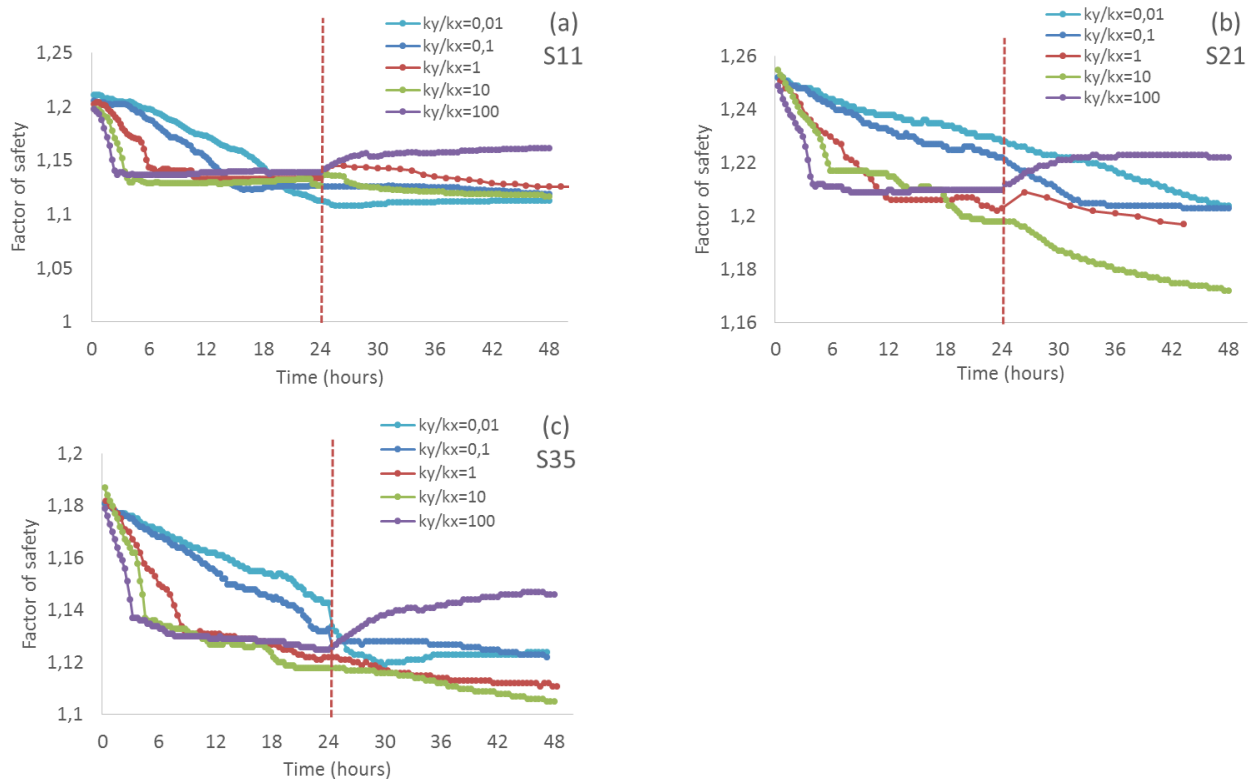 (a)
S11
ky/kx=0,01
ky/kx=0,1
ky/kx=1
ky/kx=10
ky/kx=100
1,25
1,2
1,15
1,1
1,05
1
Factor of safety
0 6 12 18 24 30 36 42 48
Time (hours)
(b)
S21
ky/kx=0,01
ky/kx=0,1
ky/kx=1
ky/kx=10
ky/kx=100
1,26
1,24
1,22
1,2
1,18
1,16
Factor of safety
0 6 12 18 24 30 36 42 48
Time (hours)
(c)
S35
ky/kx=0,01
ky/kx=0,1
ky/kx=1
ky/kx=10
ky/kx=100
1,2
1,18
1,16
1,14
1,12
1,1
Factor of safety
0 6 12 18 24 30 36 42 48
Time (hours)